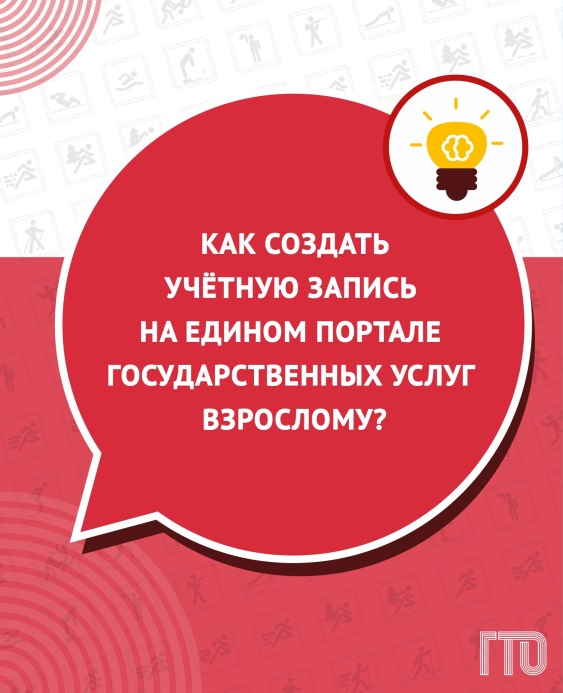 КАК СОЗДАТЬ
УЧЁТНУЮ ЗАПИСЬ
НА ЕДИНОМ ПОРТАЛЕ
ГОСУДАРСТВЕННЫХ УСЛУГ
ВЗРОСЛОМУ?
ГТО